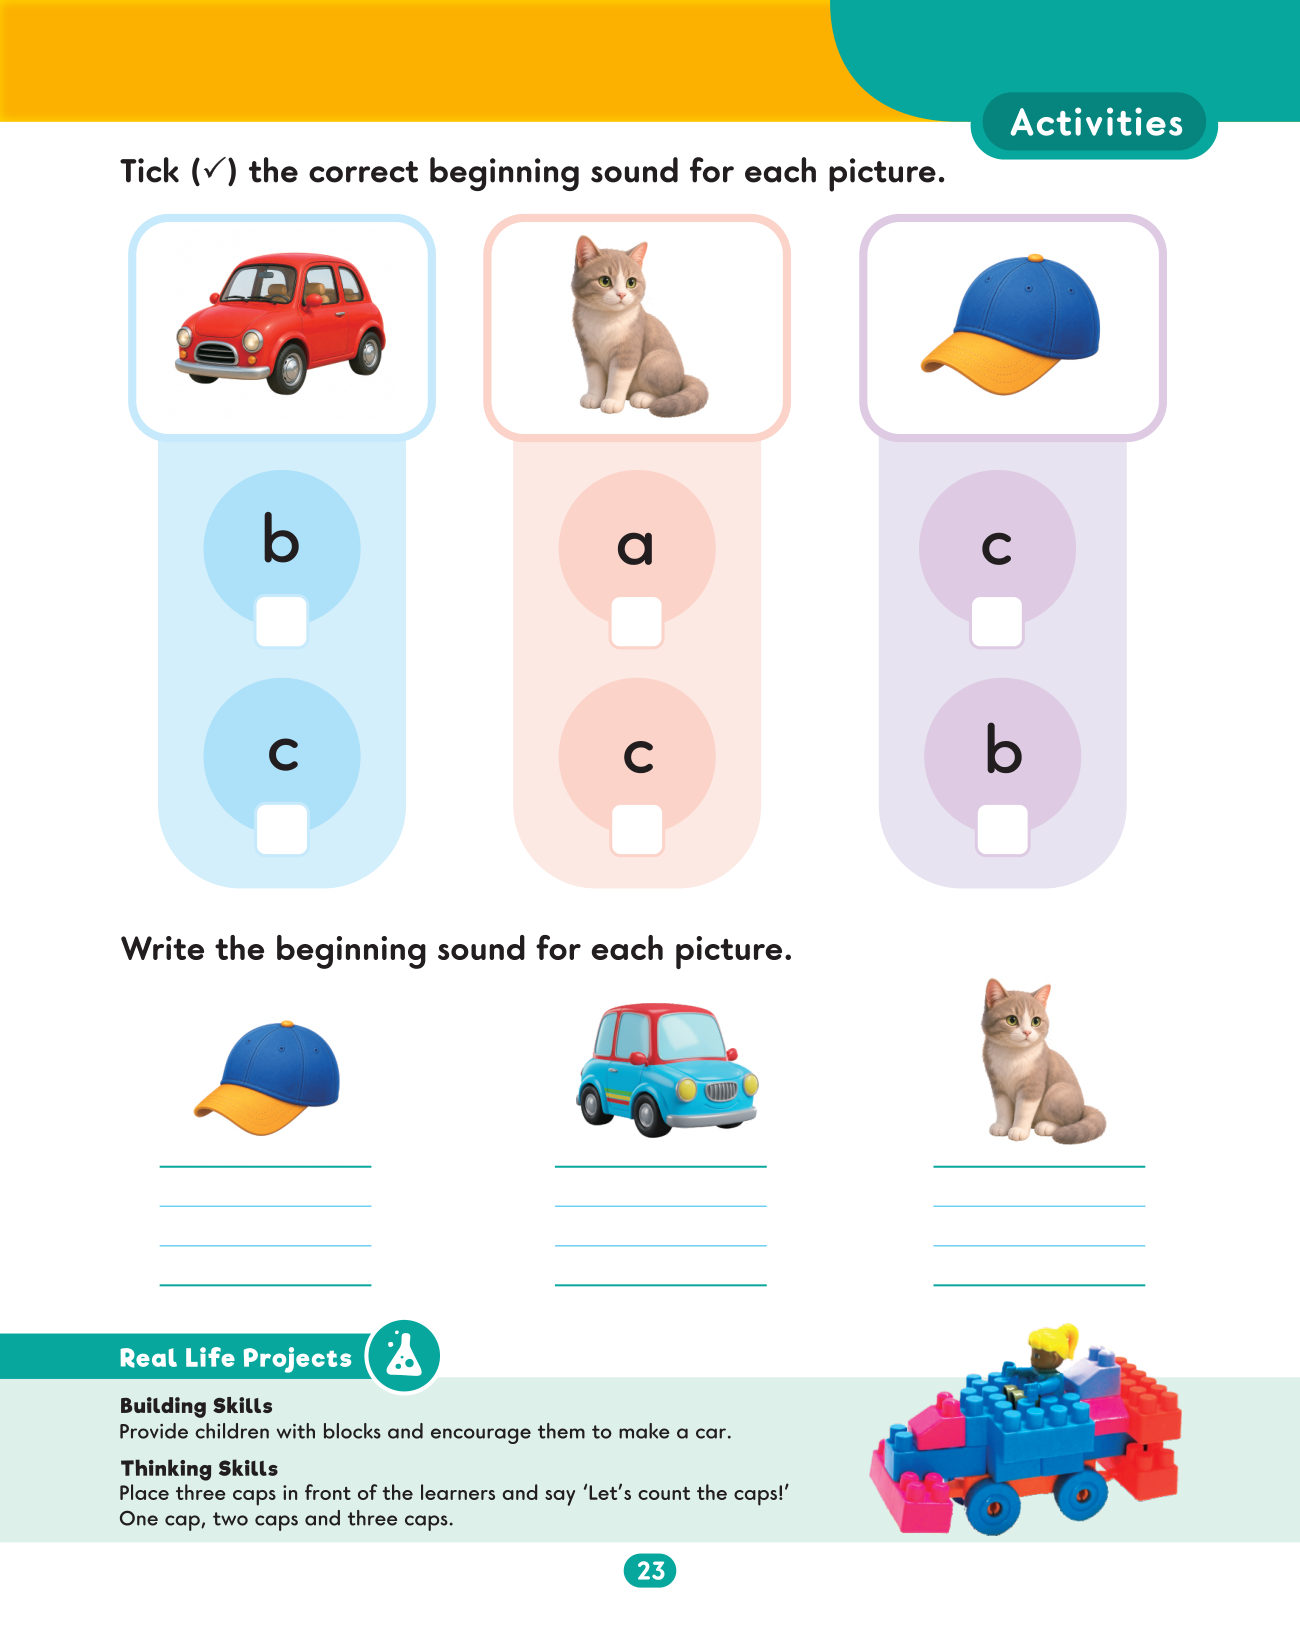 Activities
Tick (✓) the correct beginning sound for each picture.
b
a
c
c
c
b
Write the beginning sound for each picture.
Real Life Projects
Building Skills
Provide children with blocks and encourage them to make a car.
Thinking Skills
Place three caps in front of the learners and say ‘Let’s count the caps!’
One cap, two caps and three caps.
23